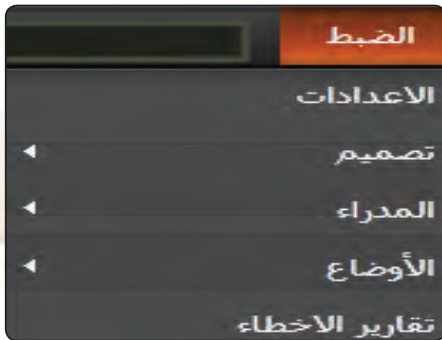 الضبط
الاعدادات
تصميم
المدراء
الأوضاع
تقارير الاخطاء